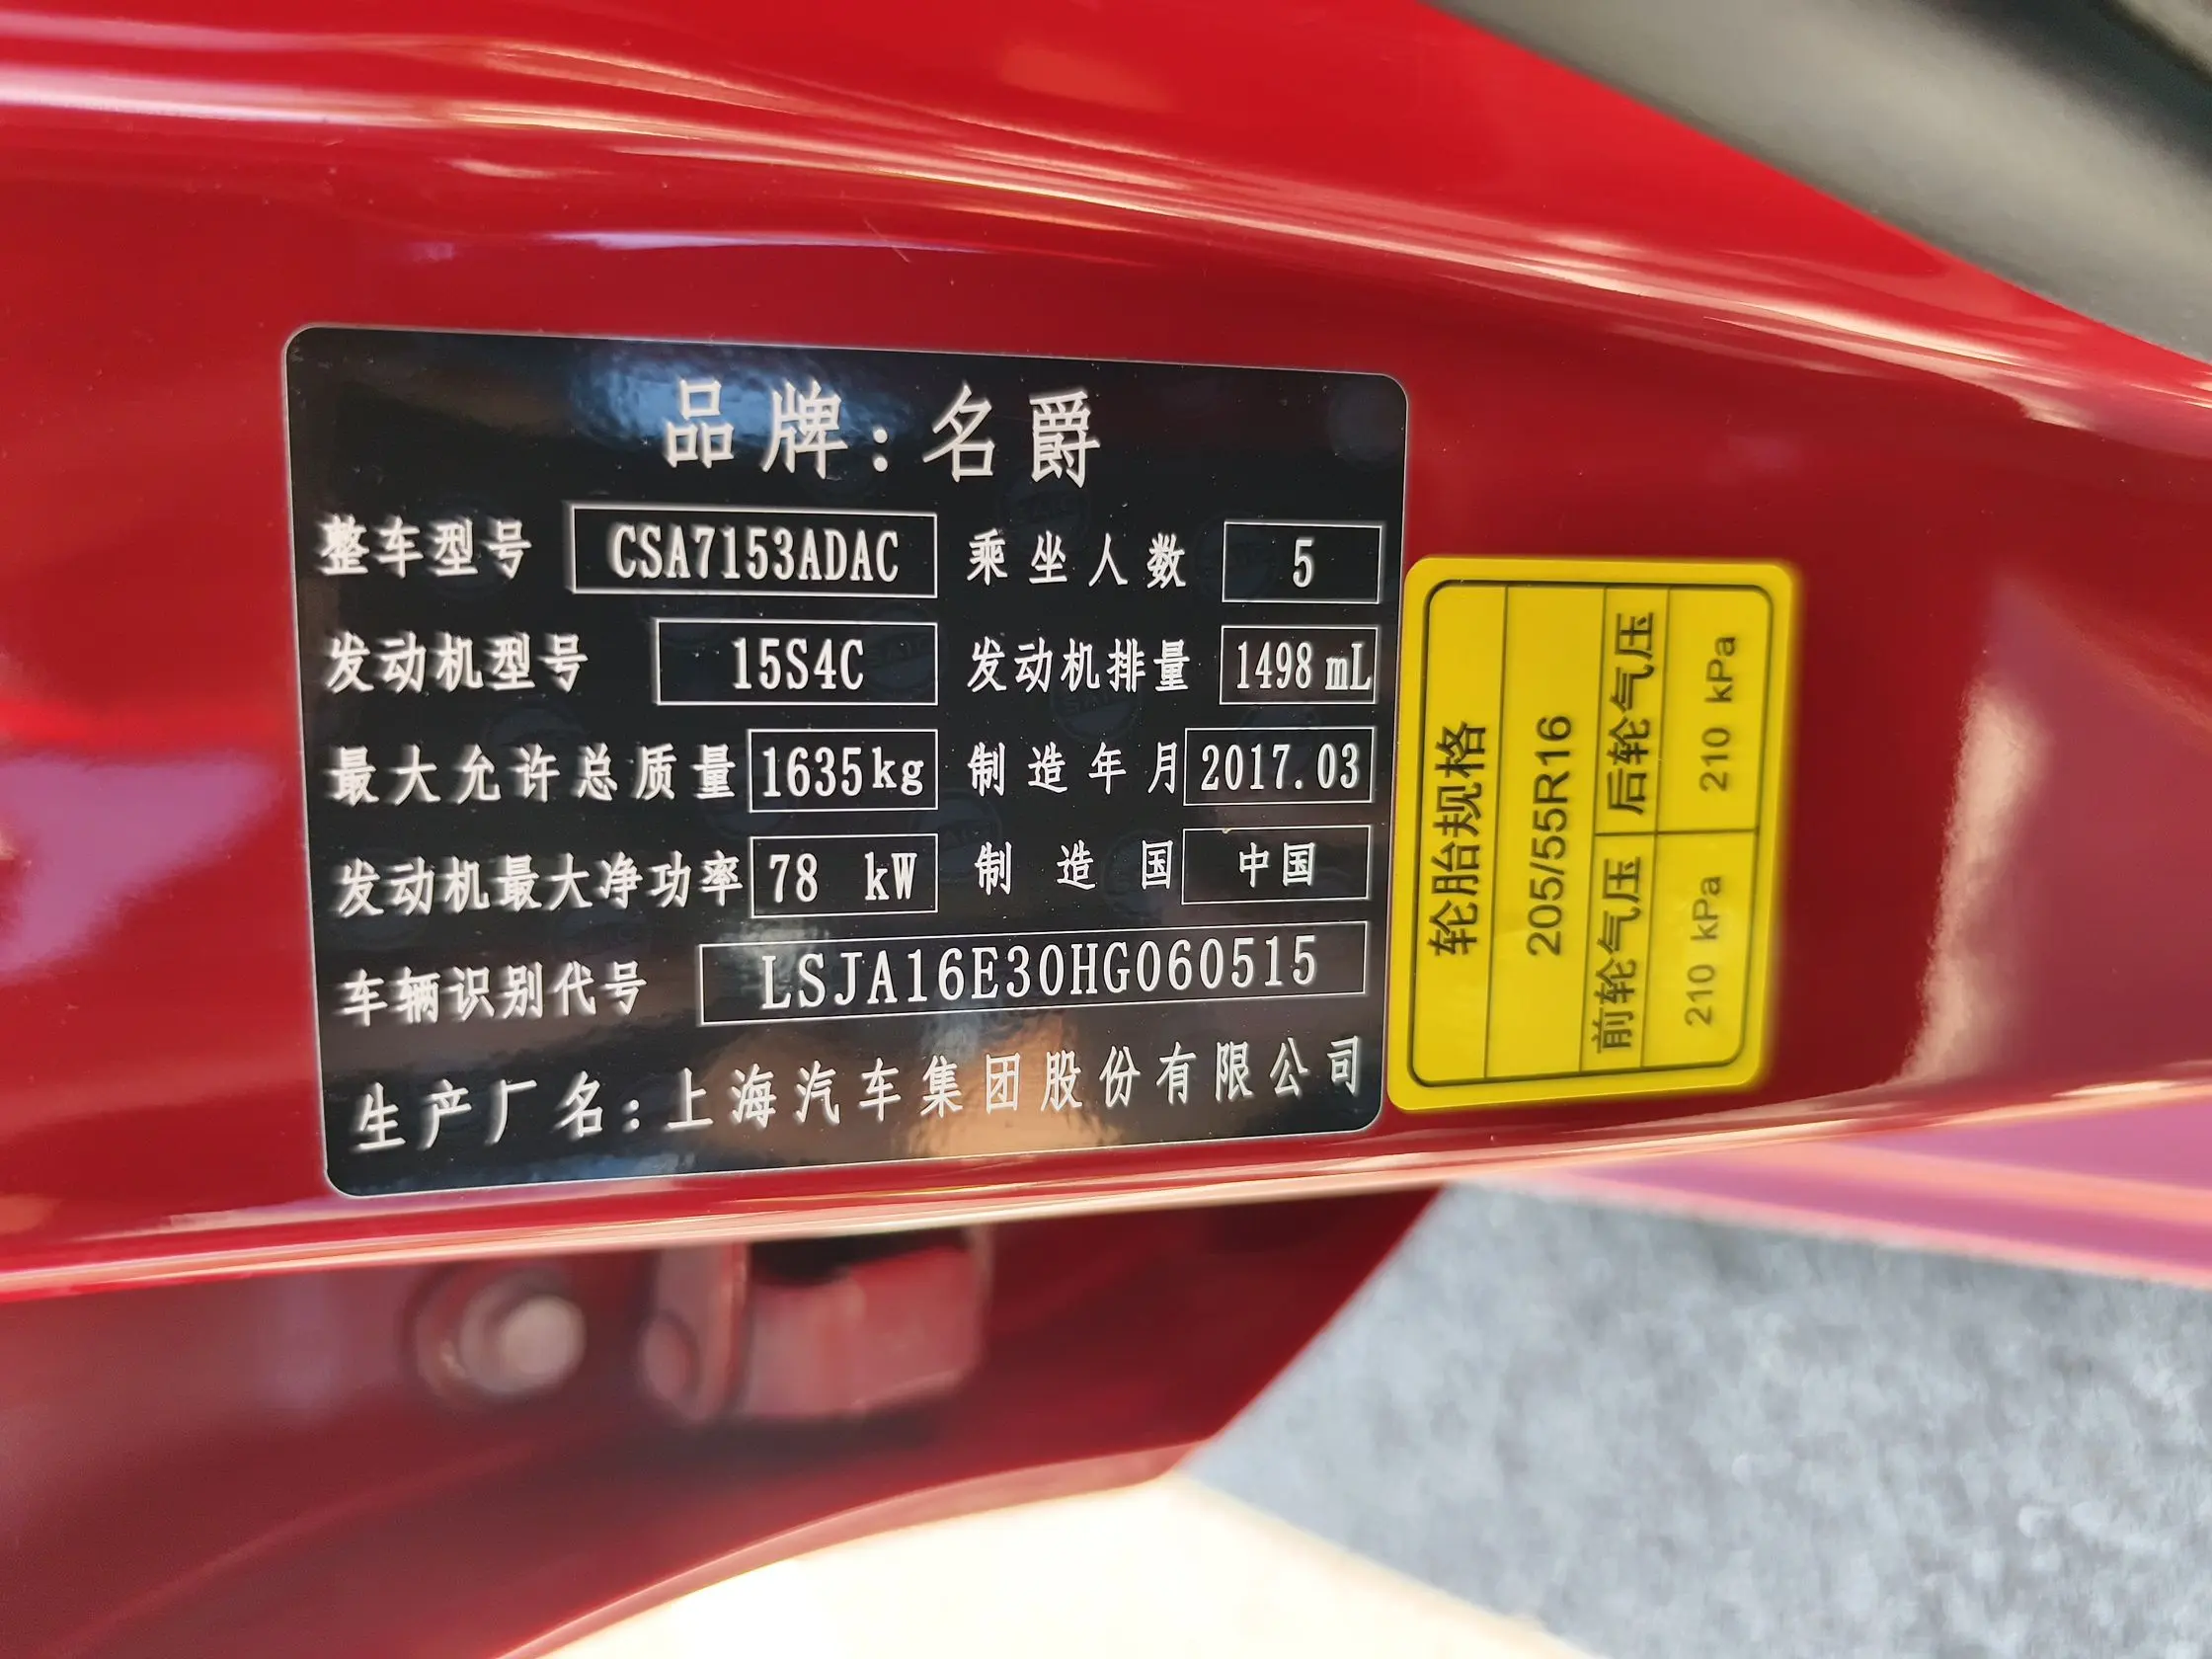 品牌:名爵
整车型号 CSA7153ADAC 乘坐人数 5
发动机型号 15S4C 发动机排量 1498 mL
最大允许总质量 1635kg 制造年月 2017.03
发动机最大净功率 78 kW 制造国 中国
车辆识别代号 LSJA16E30HG060515
生产厂名:上海汽车集团股份有限公司
轮胎规格
205/55R16
前轮气压 后轮气压
210 kPa 210 kPa